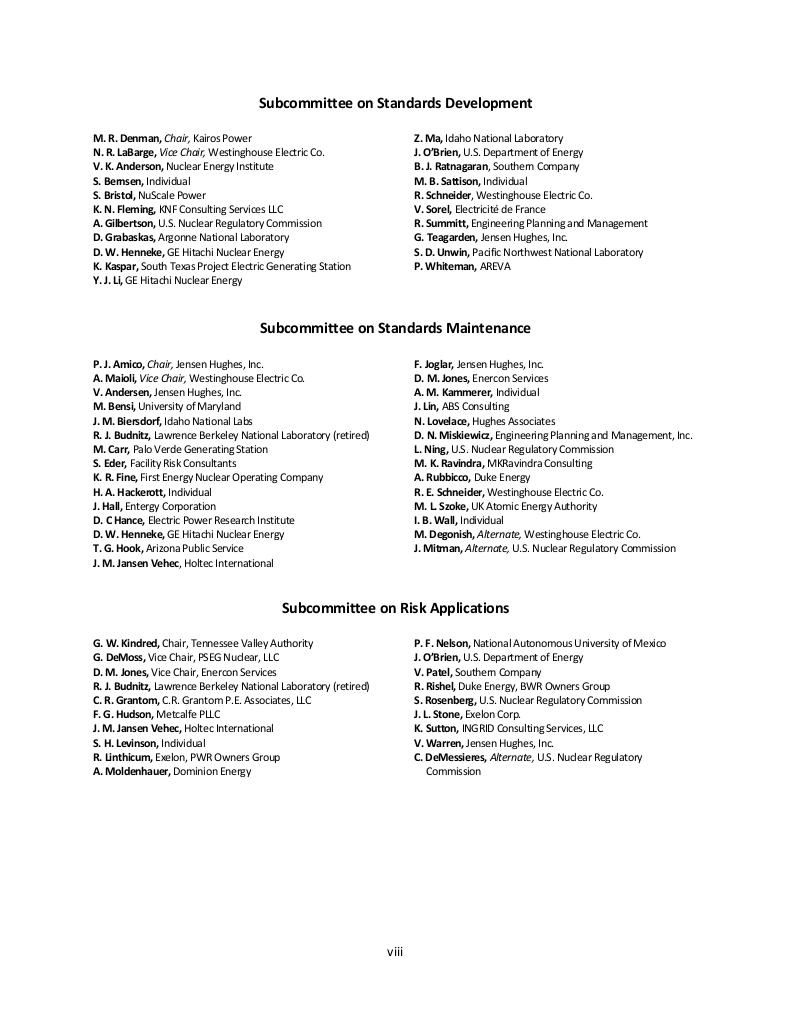 Subcommittee on Standards Development
M. R. Denman, Chair, Kairos Power
N. R. LaBarge, Vice Chair, Westinghouse Electric Co.
V. K. Anderson, Nuclear Energy Institute
S. Bernsen, Individual
S. Bristol, NuScale Power
K. N. Fleming, KNF Consulting Services LLC
A. Gilbertson, U.S. Nuclear Regulatory Commission
D. Grabaskas, Argonne National Laboratory
D. W. Henneke, GE Hitachi Nuclear Energy
K. Kaspar, South Texas Project Electric Generating Station
Y. J. Li, GE Hitachi Nuclear Energy
Z. Ma, Idaho National Laboratory
J. O’Brien, U.S. Department of Energy
B. J. Ratnagaran, Southern Company
M. B. Sattison, Individual
R. Schneider, Westinghouse Electric Co.
V. Sorel, Electricité de France
R. Summitt, Engineering Planning and Management
G. Teagarden, Jensen Hughes, Inc.
S. D. Unwin, Pacific Northwest National Laboratory
P. Whiteman, AREVA
Subcommittee on Standards Maintenance
P. J. Amico, Chair, Jensen Hughes, Inc.
A. Maioli, Vice Chair, Westinghouse Electric Co.
V. Andersen, Jensen Hughes, Inc.
M. Bensi, University of Maryland
J. M. Biersdorf, Idaho National Labs
R. J. Budnitz, Lawrence Berkeley National Laboratory (retired)
M. Carr, Palo Verde Generating Station
S. Eder, Facility Risk Consultants
K. R. Fine, First Energy Nuclear Operating Company
H. A. Hackerott, Individual
J. Hall, Entergy Corporation
D. C Hance, Electric Power Research Institute
D. W. Henneke, GE Hitachi Nuclear Energy
T. G. Hook, Arizona Public Service
J. M. Jansen Vehec, Holtec International
F. Joglar, Jensen Hughes, Inc.
D. M. Jones, Enercon Services
A. M. Kammerer, Individual
J. Lin, ABS Consulting
N. Lovelace, Hughes Associates
D. N. Miskiewicz, Engineering Planning and Management, Inc.
L. Ning, U.S. Nuclear Regulatory Commission
M. K. Ravindra, MKRavindra Consulting
A. Rubbicco, Duke Energy
R. E. Schneider, Westinghouse Electric Co.
M. L. Szoke, UK Atomic Energy Authority
I. B. Wall, Individual
M. Degonish, Alternate, Westinghouse Electric Co.
J. Mitman, Alternate, U.S. Nuclear Regulatory Commission
Subcommittee on Risk Applications
G. W. Kindred, Chair, Tennessee Valley Authority
G. DeMoss, Vice Chair, PSEG Nuclear, LLC
D. M. Jones, Vice Chair, Enercon Services
R. J. Budnitz, Lawrence Berkeley National Laboratory (retired)
C. R. Grantom, C.R. Grantom P.E. Associates, LLC
F. G. Hudson, Metcalfe PLLC
J. M. Jansen Vehec, Holtec International
S. H. Levinson, Individual
R. Linthicum, Exelon, PWR Owners Group
A. Moldenhauer, Dominion Energy
P. F. Nelson, National Autonomous University of Mexico
J. O’Brien, U.S. Department of Energy
V. Patel, Southern Company
R. Rishel, Duke Energy, BWR Owners Group
S. Rosenberg, U.S. Nuclear Regulatory Commission
J. L. Stone, Exelon Corp.
K. Sutton, INGRID Consulting Services, LLC
V. Warren, Jensen Hughes, Inc.
C. DeMessieres, Alternate, U.S. Nuclear Regulatory
Commission
viii